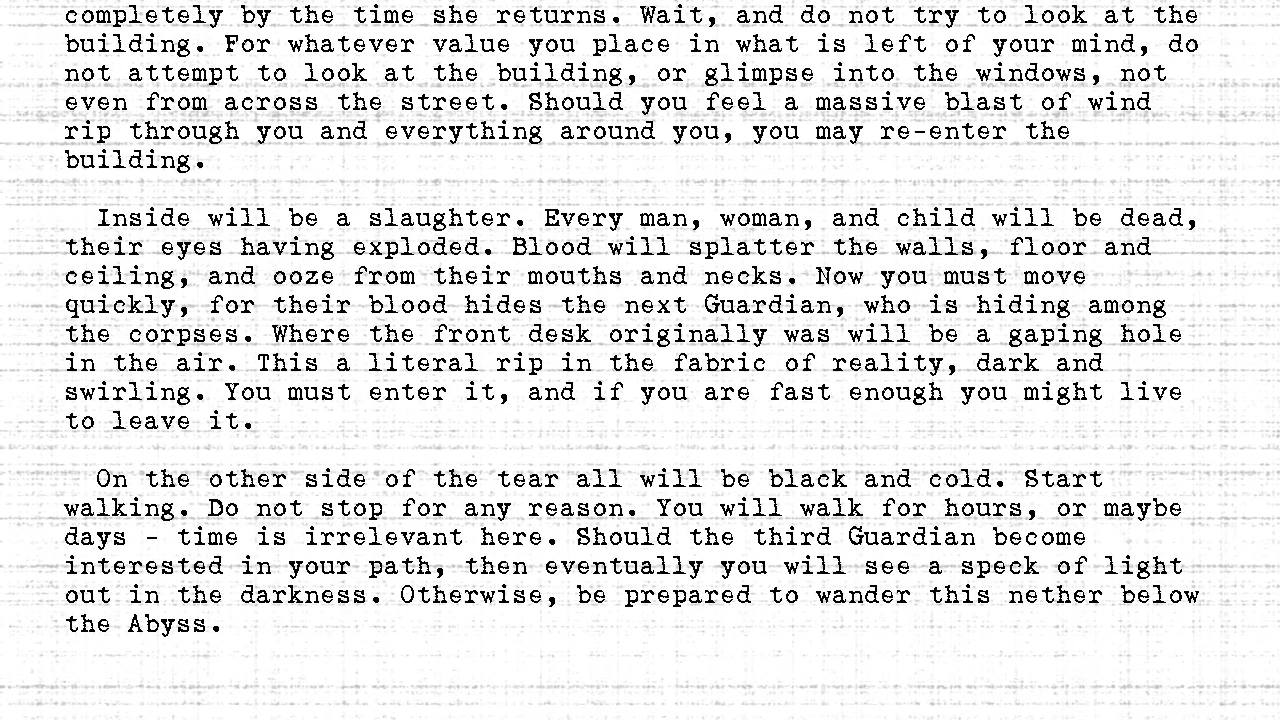 completely by the time she returns. Wait, and do not try to look at the
building. For whatever value you place in what is left of your mind, do
not attempt to look at the building, or glimpse into the windows, not
even from across the street. Should you feel a massive blast of wind
rip through you and everything around you, you may re-enter the
building.
Inside will be a slaughter. Every man, woman, and child will be dead,
their eyes having exploded. Blood will splatter the walls, floor and
ceiling, and ooze from their mouths and necks. Now you must move
quickly, for their blood hides the next Guardian, who is hiding among
the corpses. Where the front desk originally was will be a gaping hole
in the air. This a literal rip in the fabric of reality, dark and
swirling. You must enter it, and if you are fast enough you might live
to leave it.
On the other side of the tear all will be black and cold. Start
walking. Do not stop for any reason. You will walk for hours, or maybe
days - time is irrelevant here. Should the third Guardian become
interested in your path, then eventually you will see a speck of light
out in the darkness. Otherwise, be prepared to wander this nether below
the Abyss.